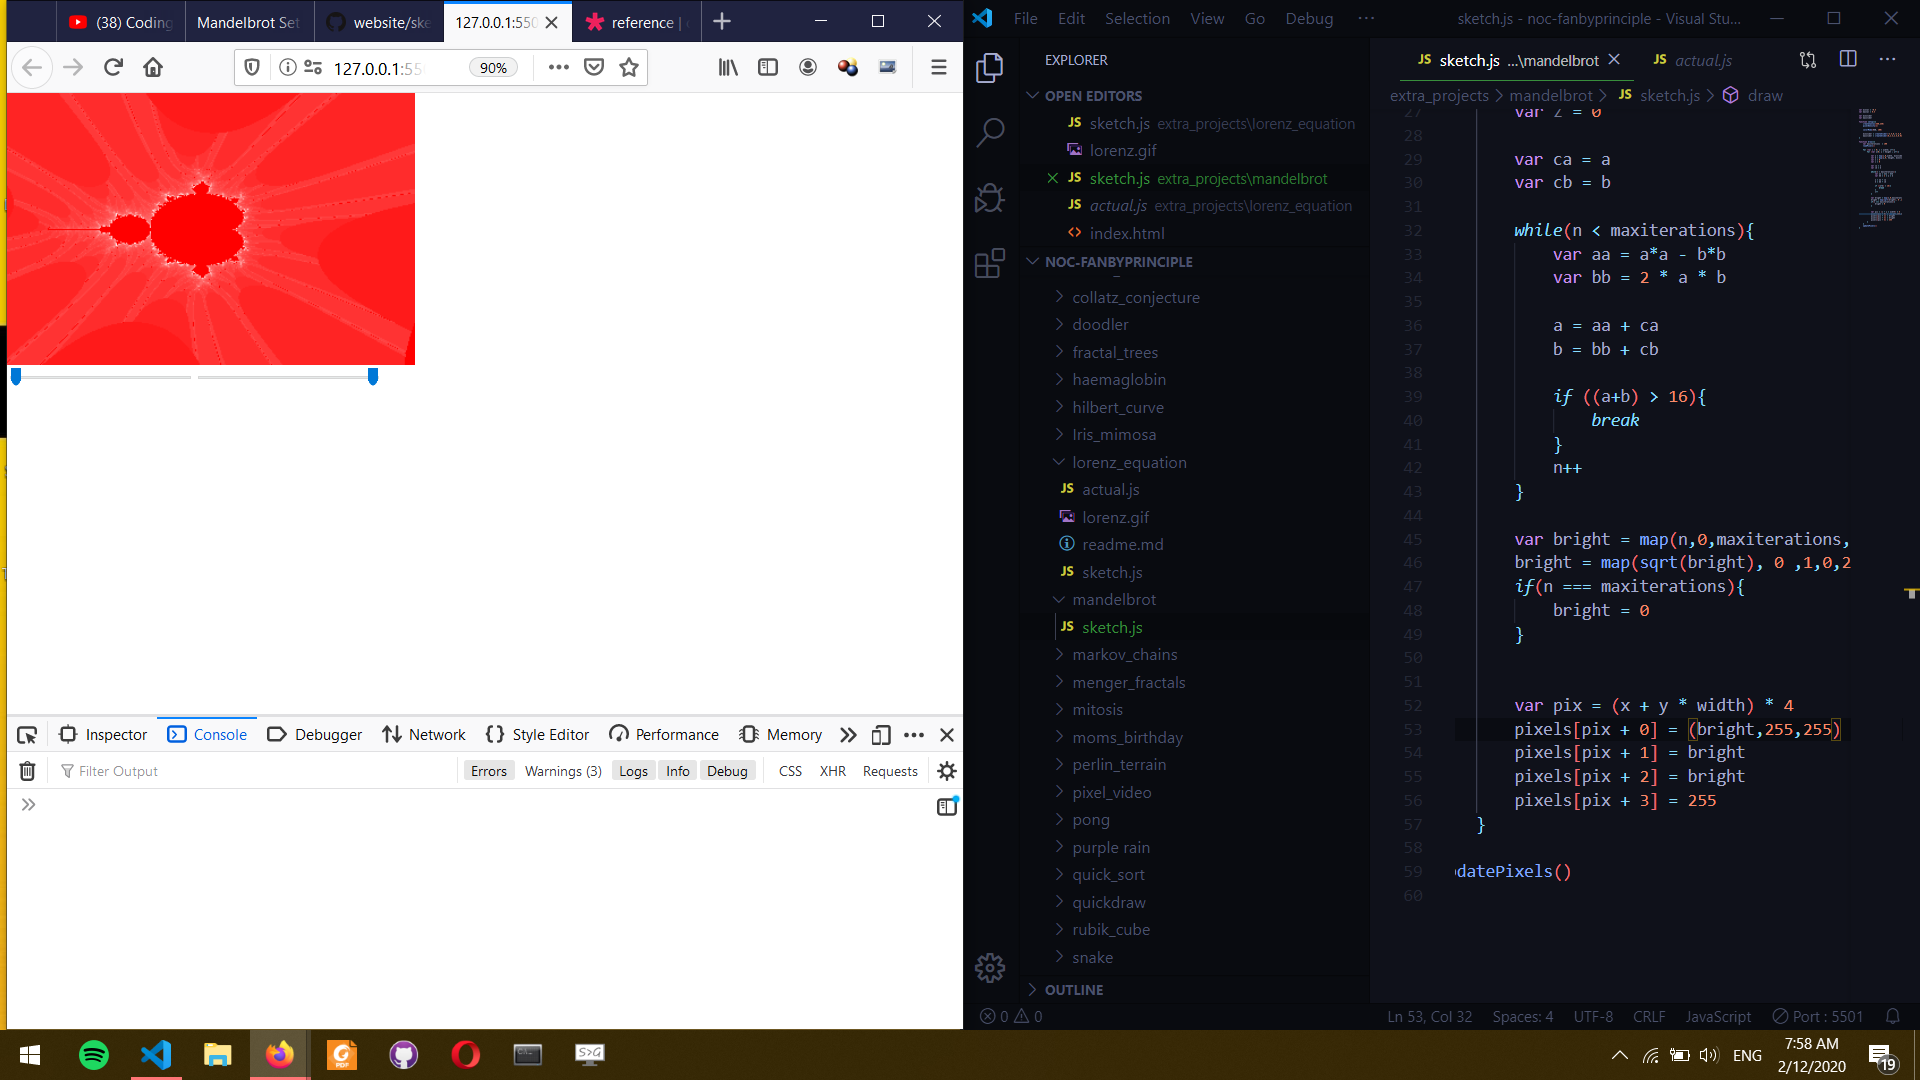 (38) Coding
Mandelbrot Set
website/ske
127.0.0.1:550
reference |
127.0.0.1:55
90%
Inspector
Console
Debugger
Network
Style Editor
Performance
Memory
Filter Output
Errors
Warnings (3)
Logs
Info
Debug
CSS
XHR
Requests
File Edit Selection View Go Debug ···
sketch.js - noc-fanbyprinciple - Visual Stu...
EXPLORER
OPEN EDITORS
JS sketch.js extra_projects\lorenz_equation
lorenz.gif
JS sketch.js extra_projects\mandelbrot
JS actual.js extra_projects\lorenz_equation
index.html
NOC-FANBYPRINCIPLE
collatz_conjecture
doodler
fractal_trees
haemaglobin
hilbert_curve
Iris_mimosa
lorenz_equation
JS actual.js
lorenz.gif
readme.md
JS sketch.js
mandelbrot
JS sketch.js
markov_chains
menger_fractals
mitosis
moms_birthday
perlin_terrain
pixel_video
pong
purple rain
quick_sort
quickdraw
rubik_cube
snake
OUTLINE
JS sketch.js ...\mandelbrot
JS actual.js
extra_projects > mandelbrot > JS sketch.js > draw
27 var z = 0
28
29 var ca = a
30 var cb = b
31
32 while(n < maxiterations){
33 var aa = a*a - b*b
34 var bb = 2 * a * b
35
36 a = aa + ca
37 b = bb + cb
38
39 if ((a+b) > 16){
40 break
41 }
42 n++
43 }
44
45 var bright = map(n,0,maxiterations,
46 bright = map(sqrt(bright), 0 ,1,0,2
47 if(n === maxiterations){
48 bright = 0
49 }
50
51
52 var pix = (x + y * width) * 4
53 pixels[pix + 0] = (bright,255,255)
54 pixels[pix + 1] = bright
55 pixels[pix + 2] = bright
56 pixels[pix + 3] = 255
57 }
58
59 datePixels()
60
0 0
Ln 53, Col 32
Spaces: 4
UTF-8
CRLF
JavaScript
Port : 5501
ENG
7:58 AM
2/12/2020
19